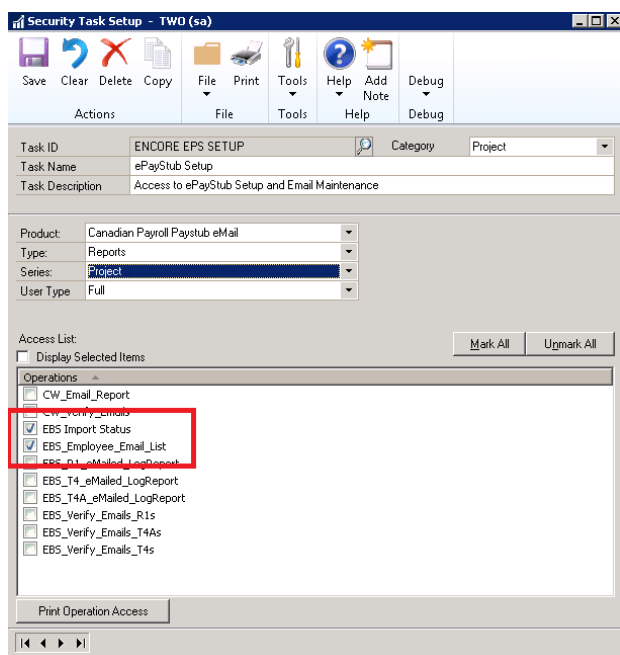 Security Task Setup - TWO (sa)
Save Clear Delete Copy File Print Tools Help Add Note Debug
Actions File Tools Help Debug
Task ID ENCORE EPS SETUP Category Project
Task Name ePayStub Setup
Task Description Access to ePayStub Setup and Email Maintenance
Product: Canadian Payroll Paystub eMail
Type: Reports
Series: Project
User Type Full
Access List: Mark All Unmark All
Display Selected Items
Operations
CW_Email_Report
CW_Verify_Emails
EBS Import Status
EBS_Employee_Email_List
EBS_R1_eMailed_LogReport
EBS_T4_eMailed_LogReport
EBS_T4A_eMailed_LogReport
EBS_Verify_Emails_R1s
EBS_Verify_Emails_T4As
EBS_Verify_Emails_T4s
Print Operation Access